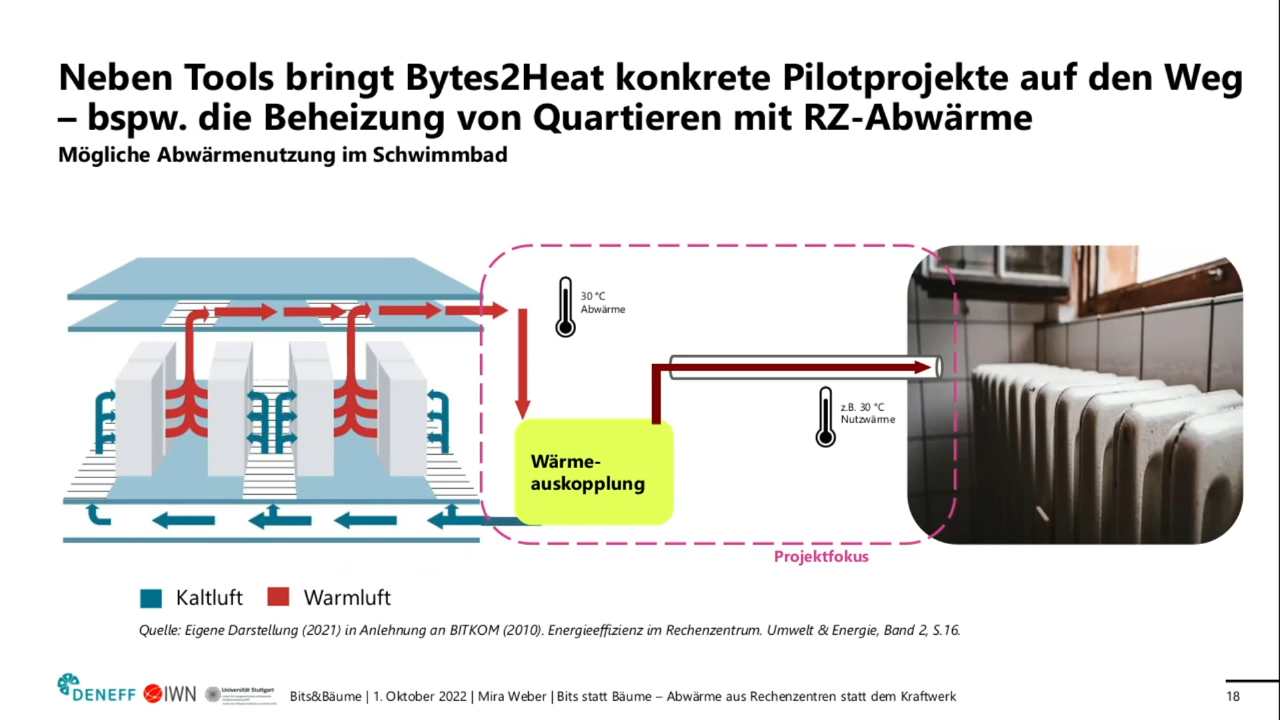 Neben Tools bringt Bytes2Heat konkrete Pilotprojekte auf den Weg
– bspw. die Beheizung von Quartieren mit RZ-Abwärme
Mögliche Abwärmenutzung im Schwimmbad
30 °C
Abwärme
z.B. 30 °C
Nutzwärme
Wärme-
auskopplung
Projektfokus
Kaltluft
Warmluft
Quelle: Eigene Darstellung (2021) in Anlehnung an BITKOM (2010). Energieeffizienz im Rechenzentrum. Umwelt & Energie, Band 2, S.16.
DENEFF
IWN
Universität Stuttgart
Bits&Bäume | 1. Oktober 2022 | Mira Weber | Bits statt Bäume – Abwärme aus Rechenzentren statt dem Kraftwerk
18